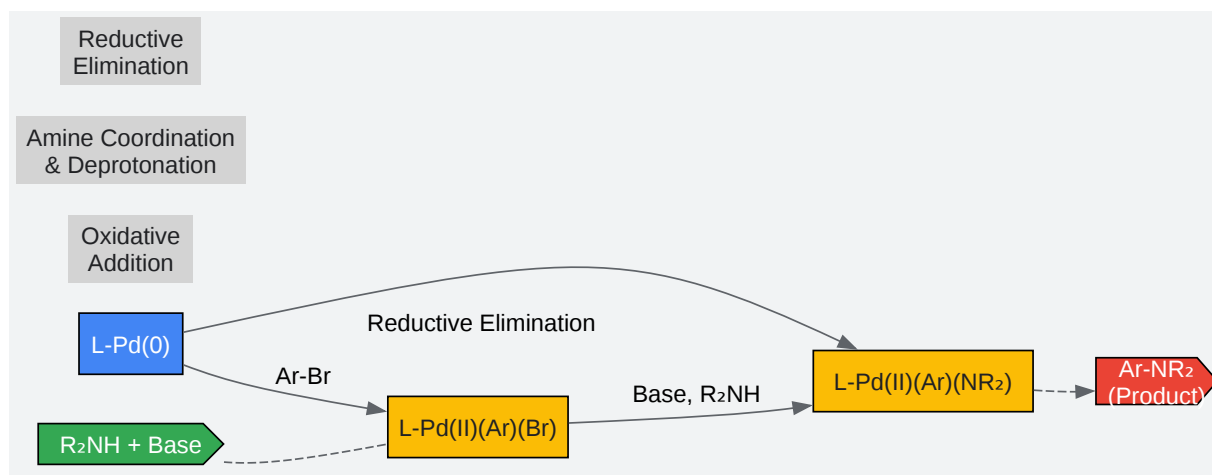 Reductive
Elimination
Amine Coordination
& Deprotonation
Oxidative
Addition
L-Pd(0)
Reductive Elimination
Ar-Br
L-Pd(II)(Ar)(NR₂)
Ar-NR₂
(Product)
Base, R₂NH
L-Pd(II)(Ar)(Br)
R₂NH + Base